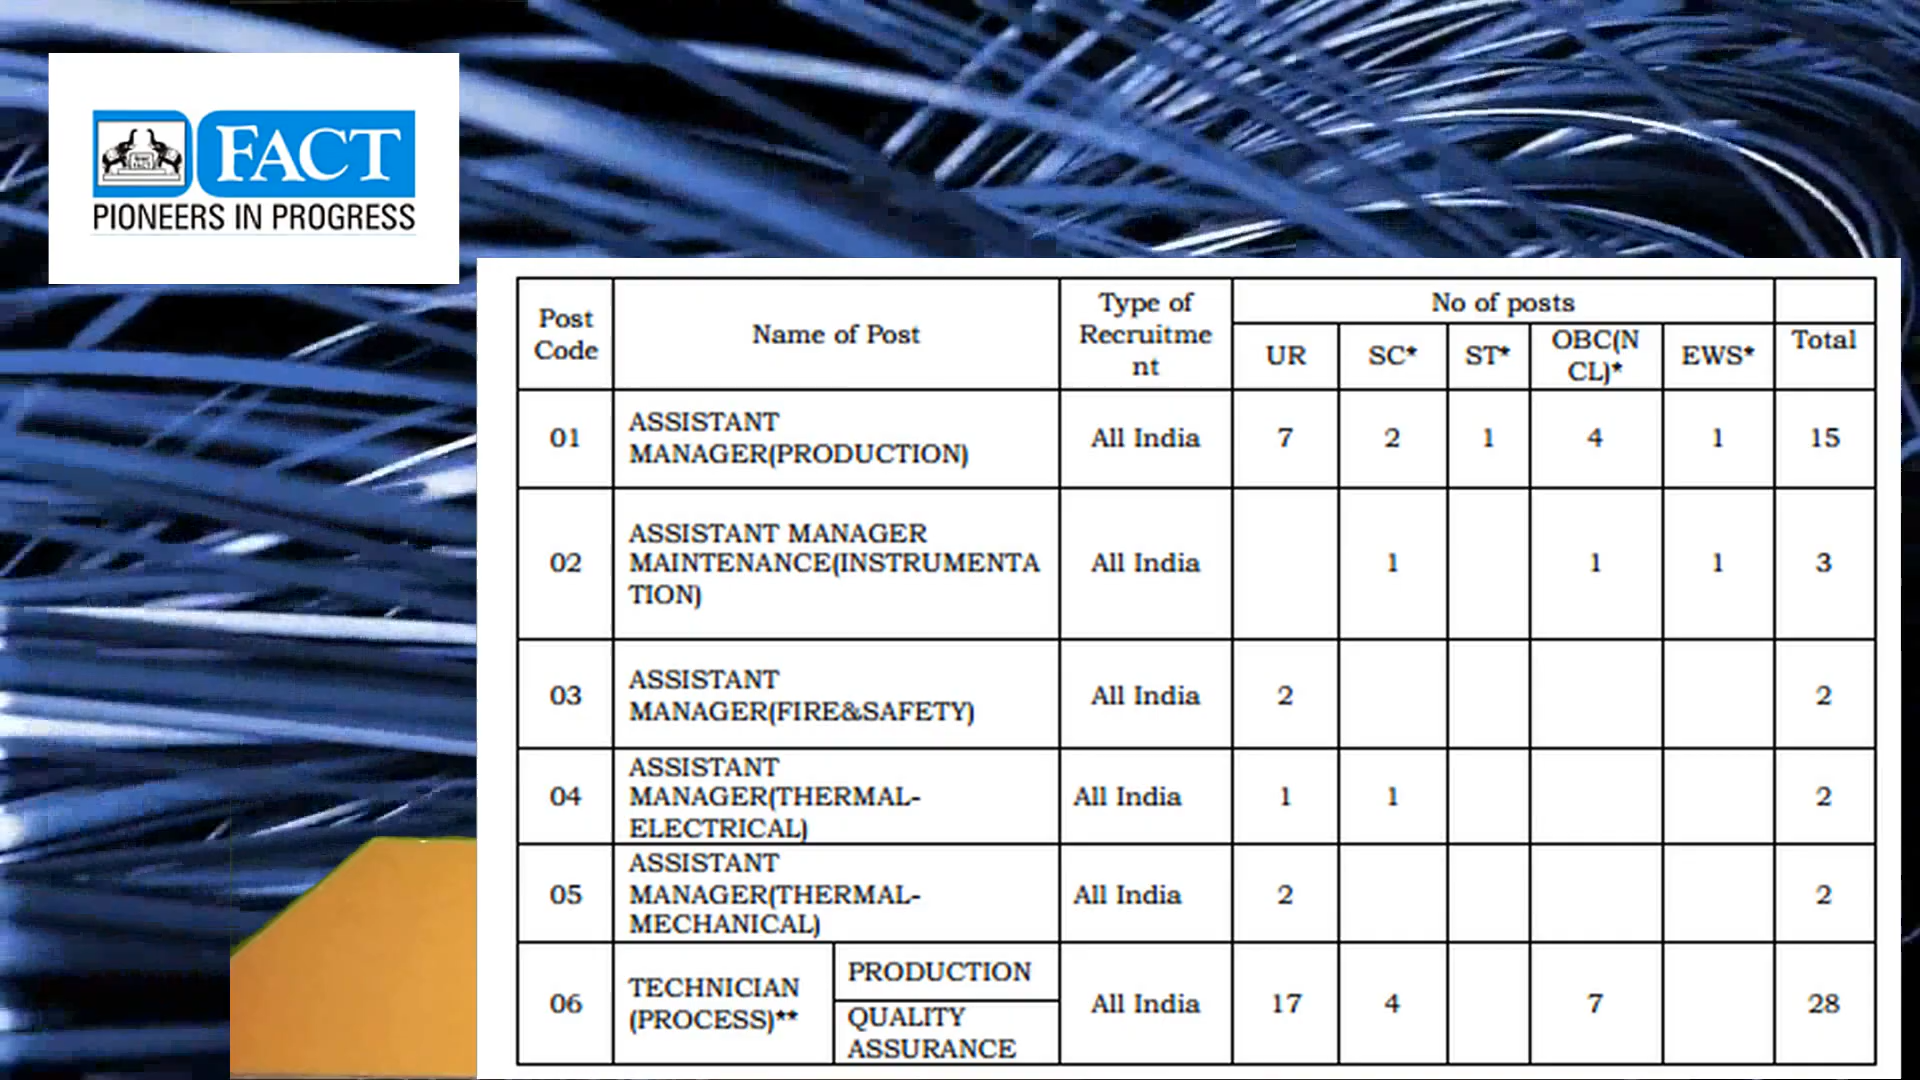 FACT
PIONEERS IN PROGRESS
Post Code
Name of Post
Type of Recruitme nt
No of posts
UR
SC*
ST*
OBC(N CL)*
EWS*
Total
01
ASSISTANT
MANAGER(PRODUCTION)
All India
7
2
1
4
1
15
02
ASSISTANT MANAGER
MAINTENANCE(INSTRUMENTA
TION)
All India
1
1
1
3
03
ASSISTANT
MANAGER(FIRE&SAFETY)
All India
2
2
04
ASSISTANT
MANAGER(THERMAL-
ELECTRICAL)
All India
1
1
2
05
ASSISTANT
MANAGER(THERMAL-
MECHANICAL)
All India
2
2
06
TECHNICIAN
(PROCESS)**
PRODUCTION
QUALITY
ASSURANCE
All India
17
4
7
28